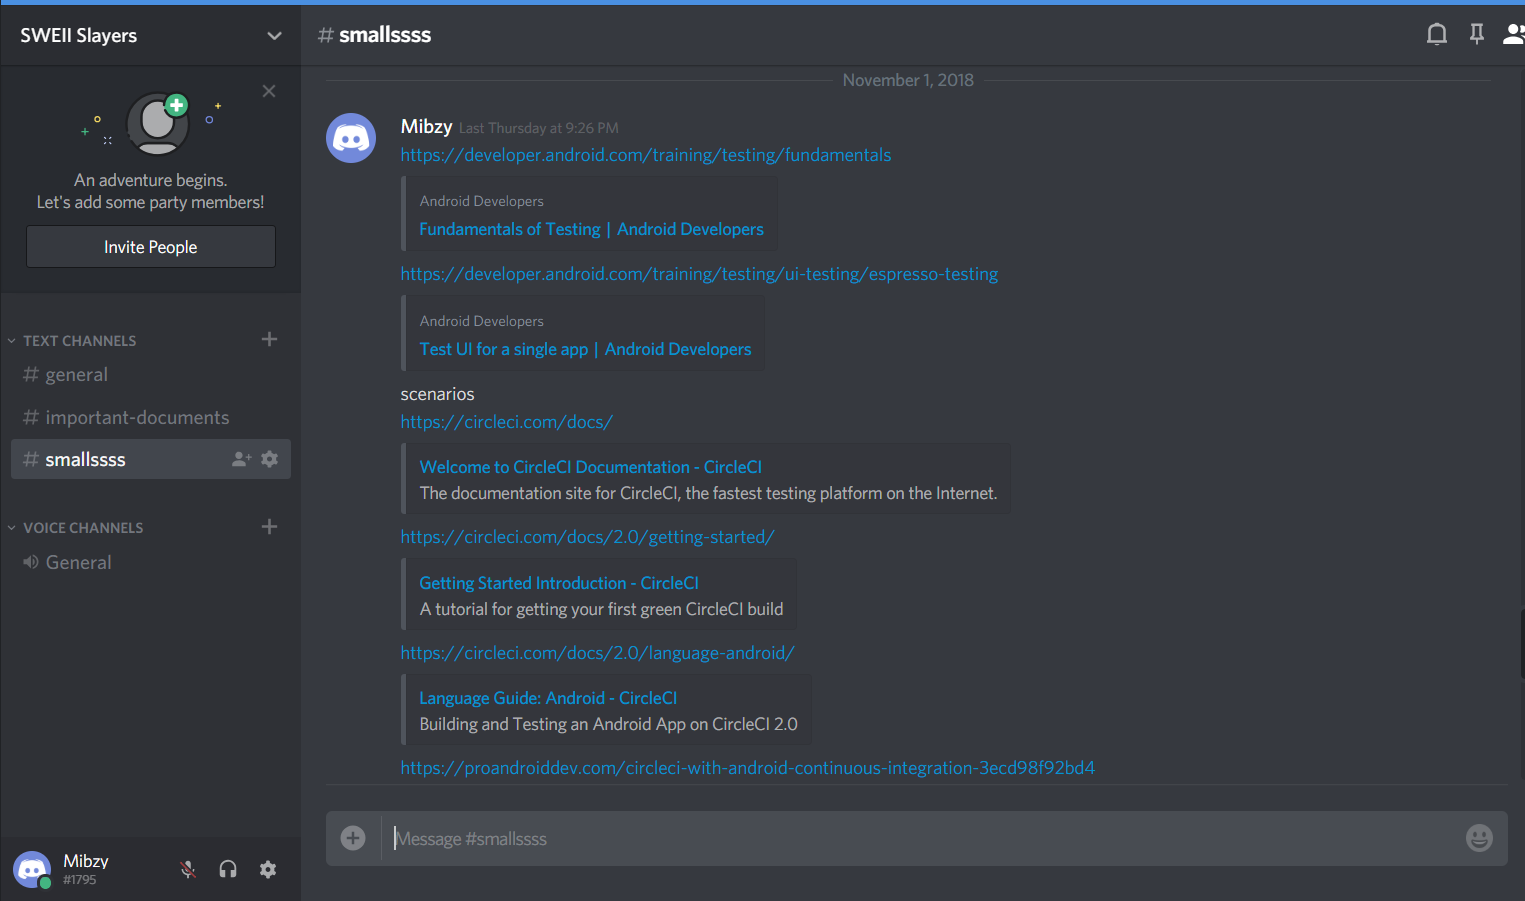 SWEII Slayers
An adventure begins.
Let's add some party members!
Invite People
TEXT CHANNELS
# general
# important-documents
# smallssss
VOICE CHANNELS
General
Mibzy
#1795
# smallssss
November 1, 2018
Mibzy Last Thursday at 9:26 PM
https://developer.android.com/training/testing/fundamentals
Android Developers
Fundamentals of Testing | Android Developers
https://developer.android.com/training/testing/ui-testing/espresso-testing
Android Developers
Test UI for a single app | Android Developers
scenarios
https://circleci.com/docs/
Welcome to CircleCI Documentation - CircleCI
The documentation site for CircleCI, the fastest testing platform on the Internet.
https://circleci.com/docs/2.0/getting-started/
Getting Started Introduction - CircleCI
A tutorial for getting your first green CircleCI build
https://circleci.com/docs/2.0/language-android/
Language Guide: Android - CircleCI
Building and Testing an Android App on CircleCI 2.0
https://proandroiddev.com/circleci-with-android-continuous-integration-3ecd98f92bd4
Message #smallssss